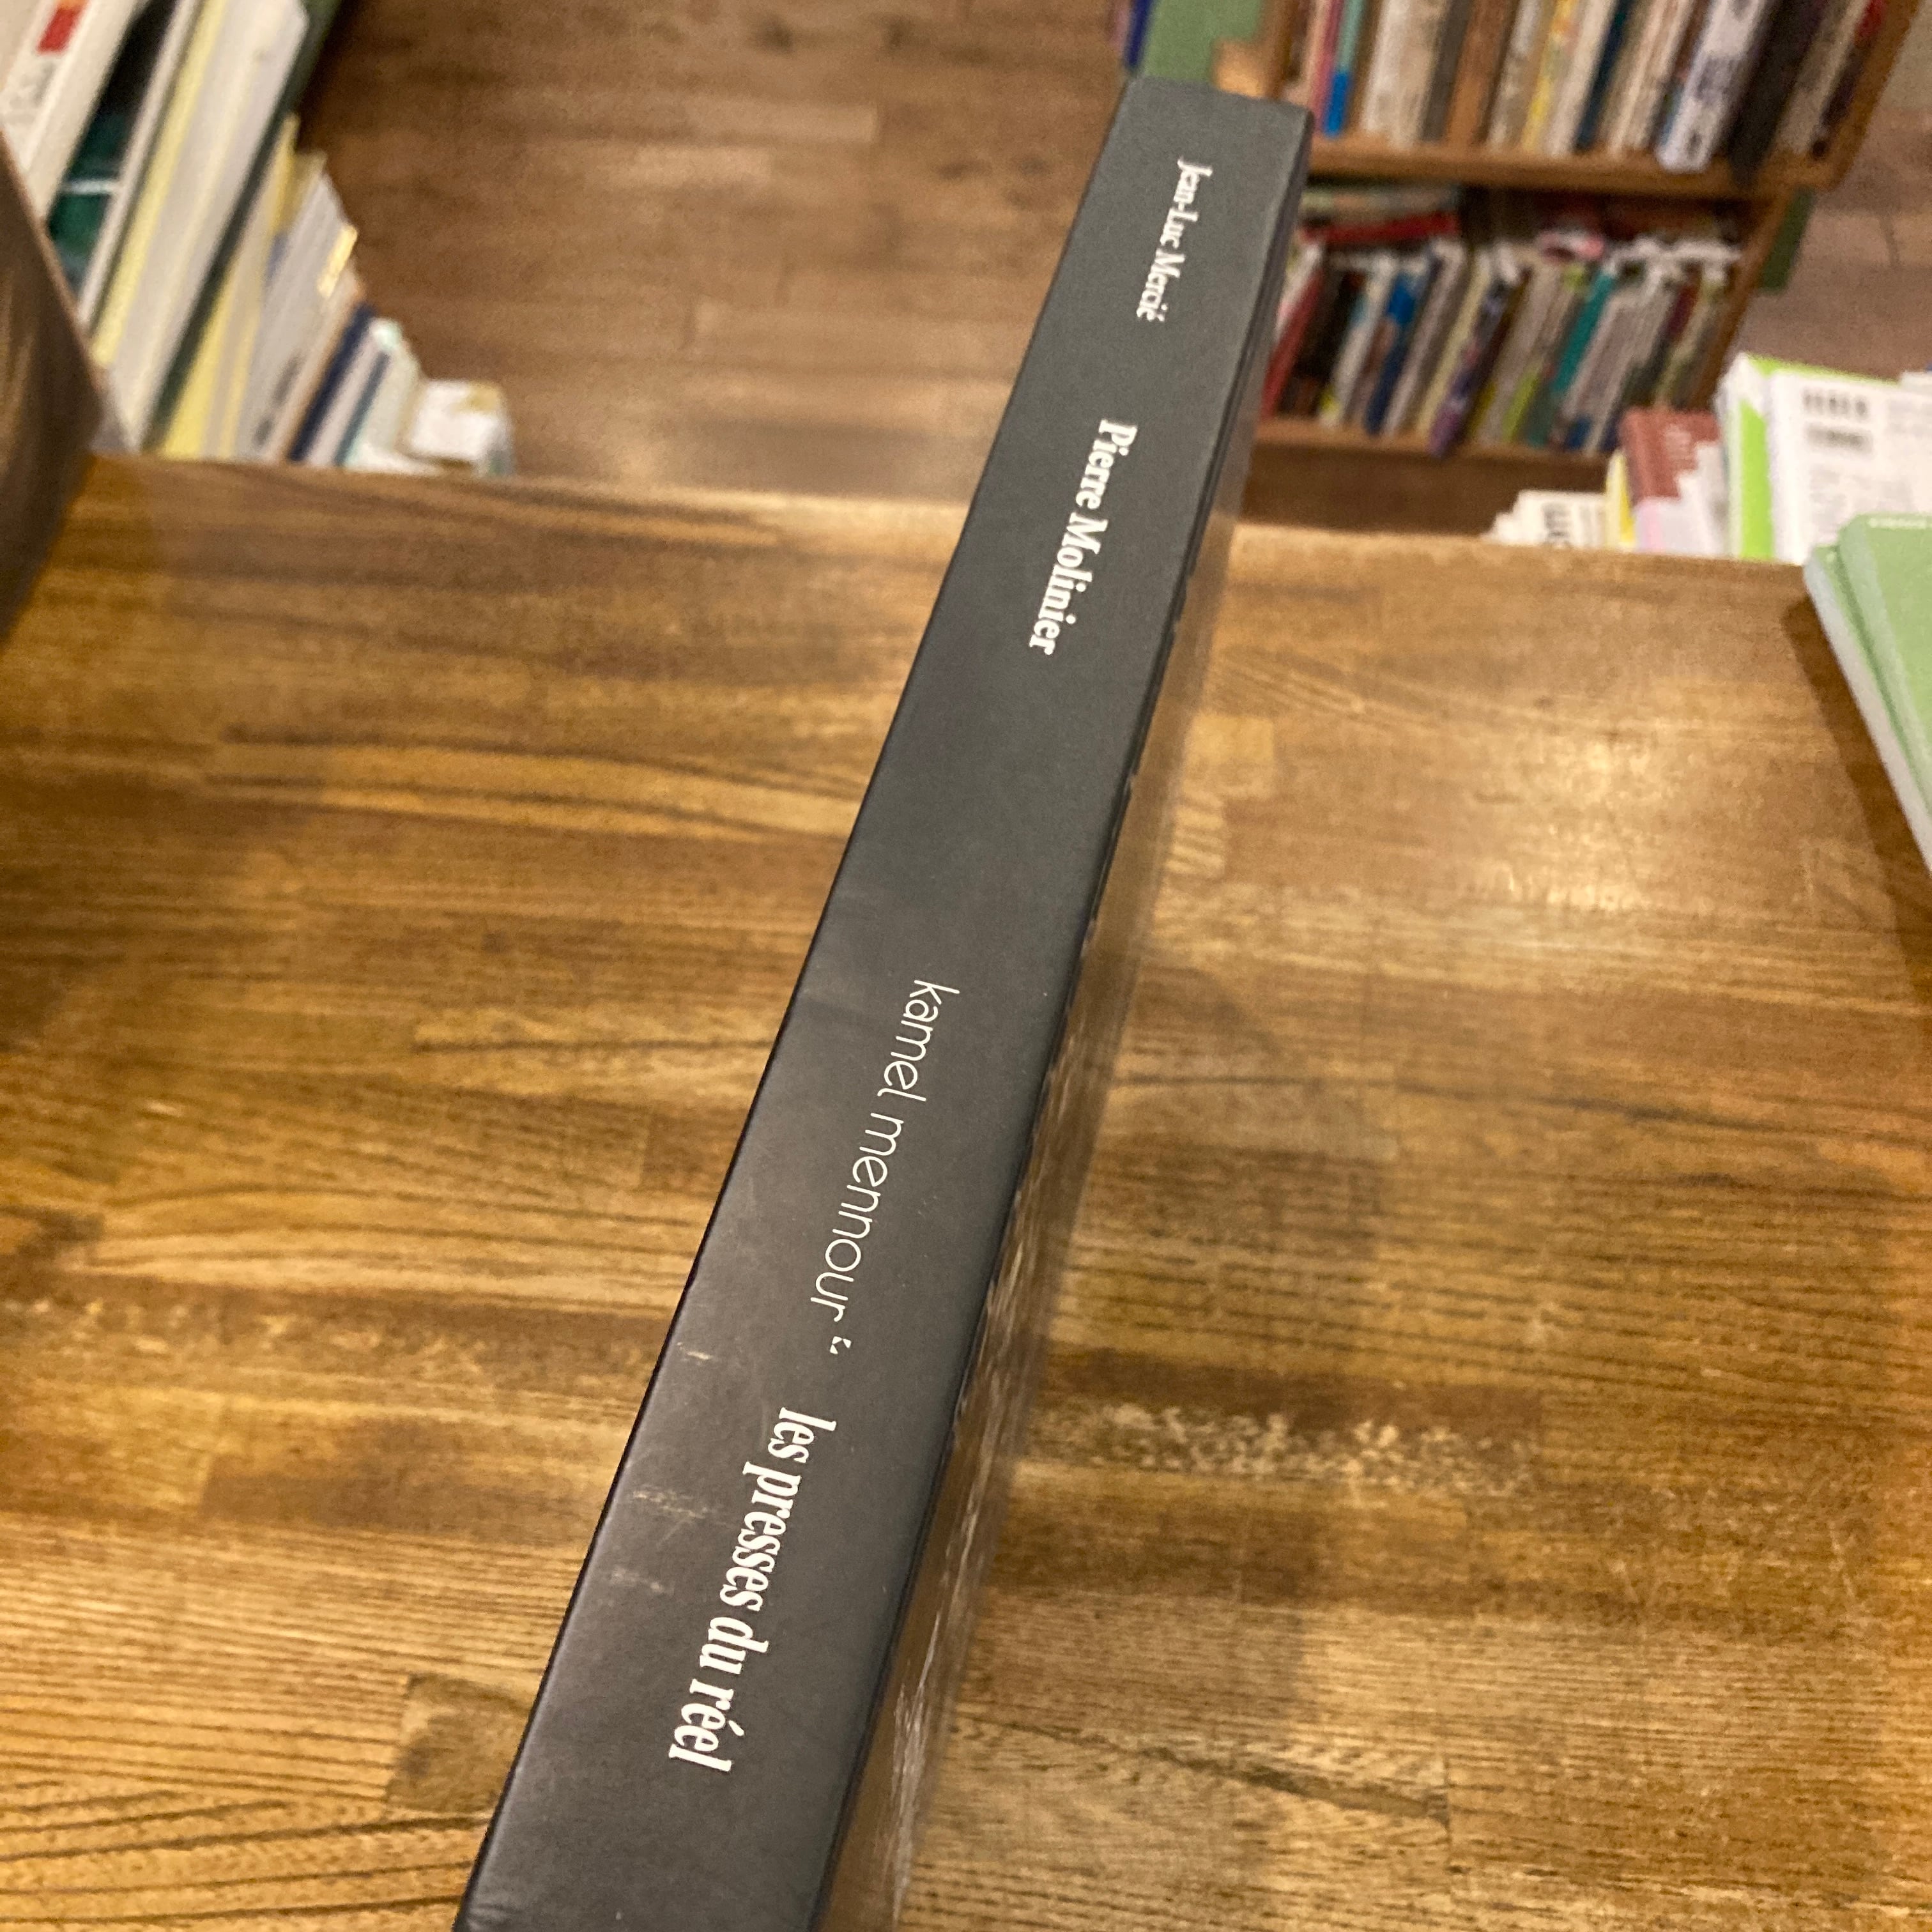 Jean-Luc Mercié
Pierre Molinier
kamel mennour
les presses du réel